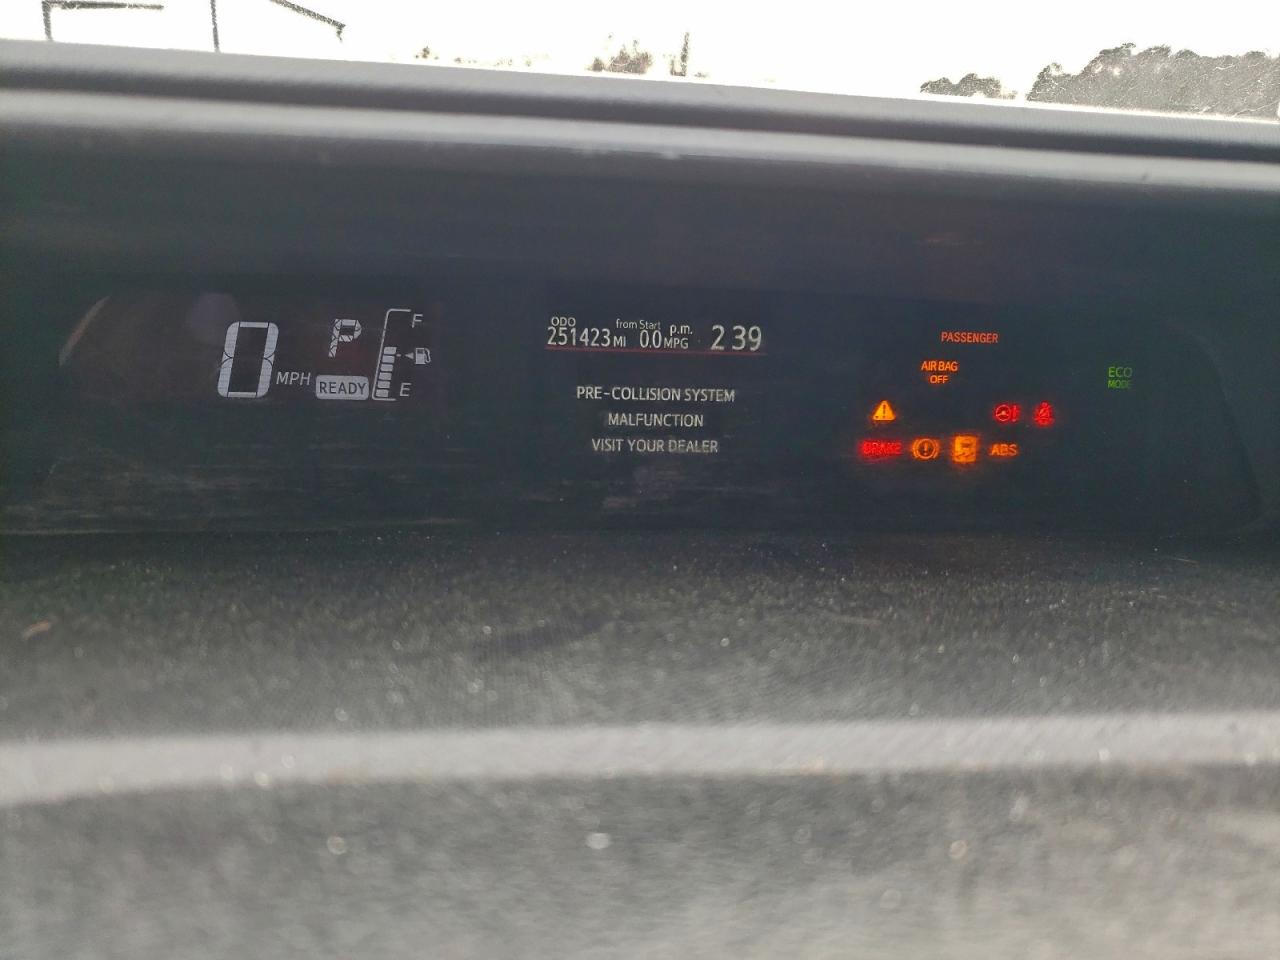 0 MPH
P
READY
F
E
ODO
251423 MI
from Start
0.0 MPG
p.m.
2 39
PRE-COLLISION SYSTEM
MALFUNCTION
VISIT YOUR DEALER
PASSENGER
AIR BAG
OFF
BRAKE
ABS
ECO
MODE